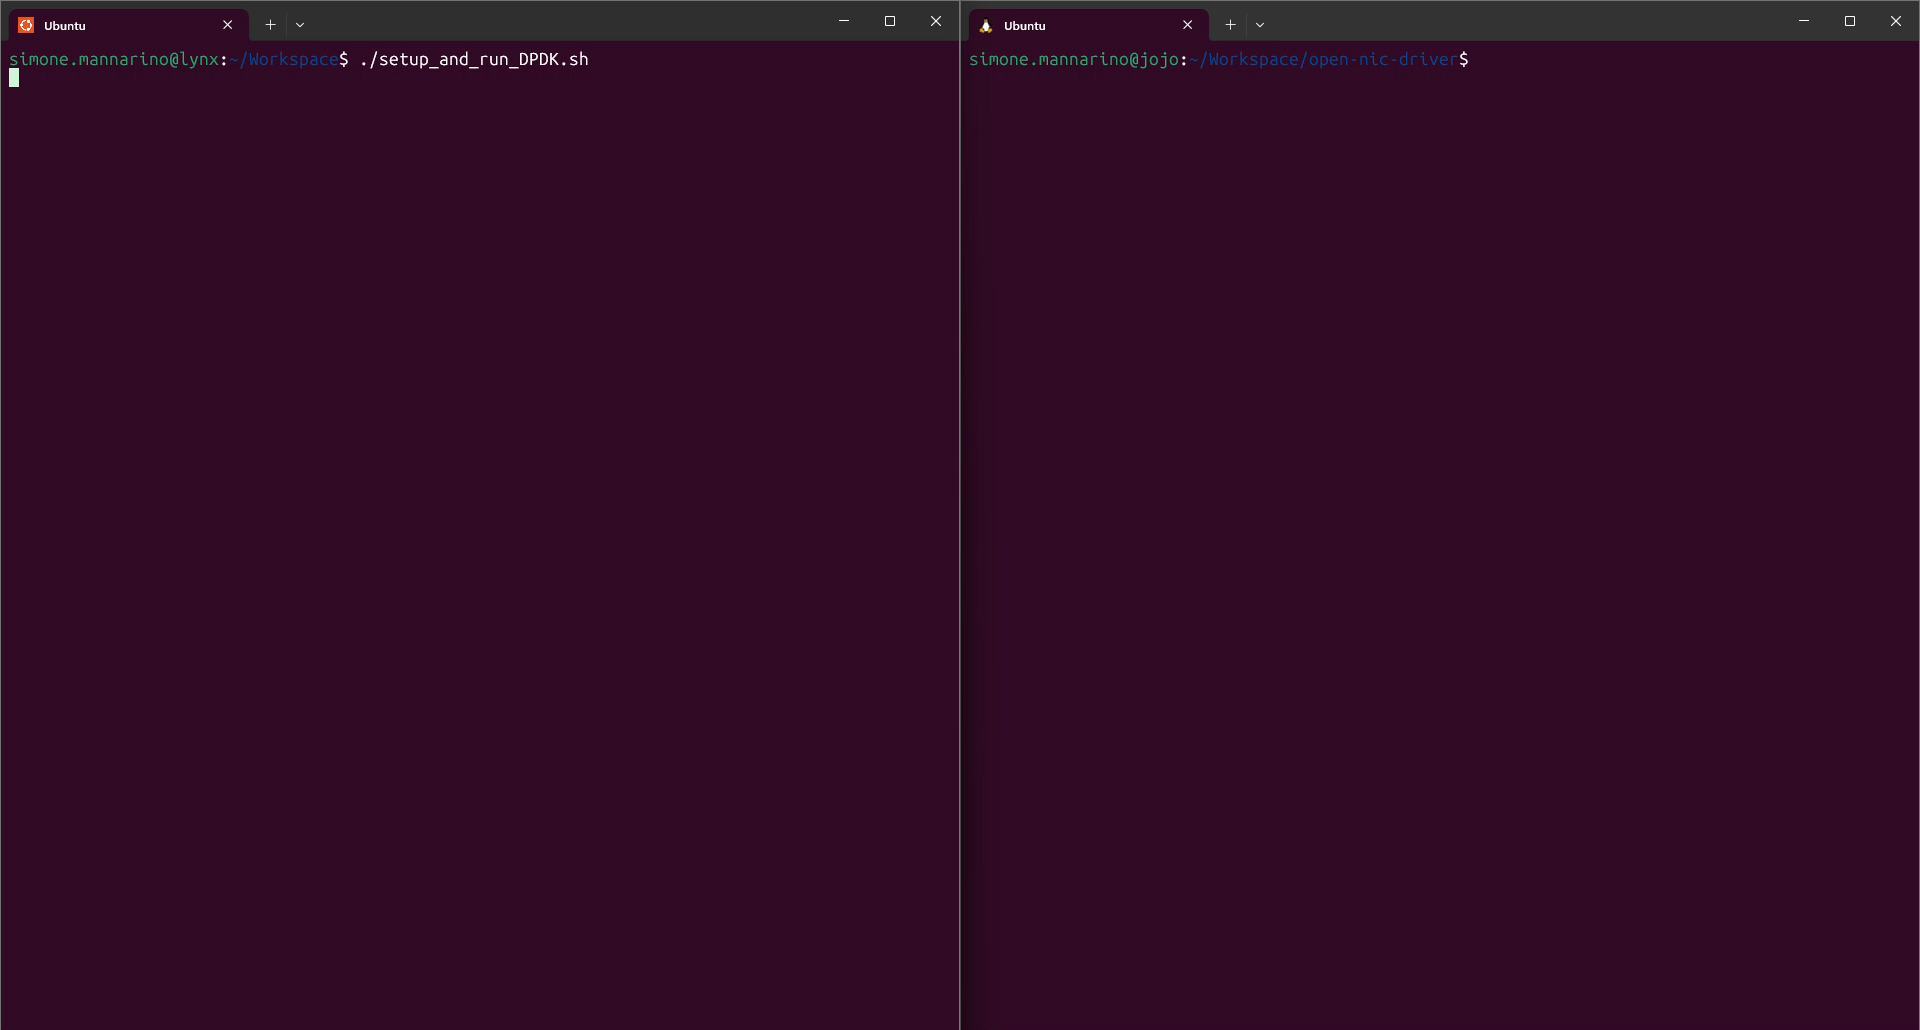 Ubuntu
simone.mannarino@lynx:~/Workspace$ ./setup_and_run_DPDK.sh
Ubuntu
simone.mannarino@jojo:~/Workspace/open-nic-driver$